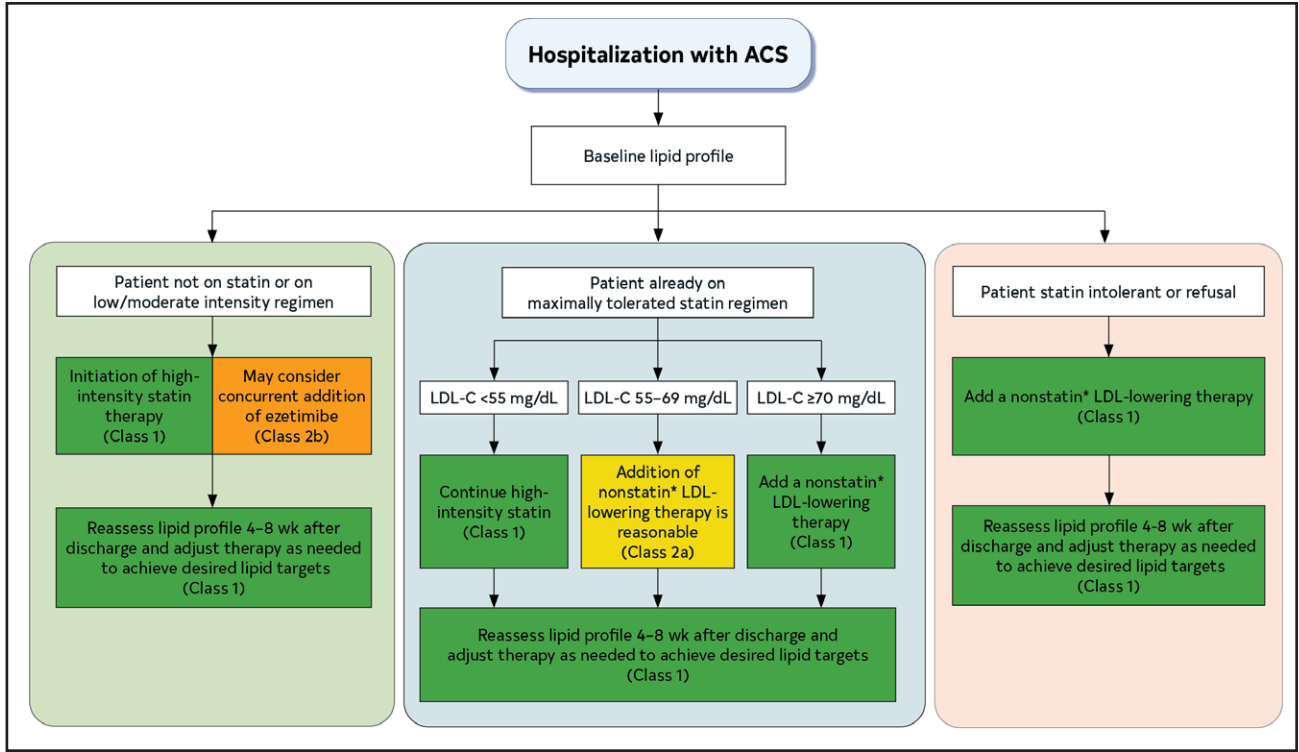 Hospitalization with ACS
Baseline lipid profile
Patient not on statin or on
low/moderate intensity regimen
Initiation of high-
intensity statin
therapy
(Class 1)
May consider
concurrent addition
of ezetimibe
(Class 2b)
Reassess lipid profile 4–8 wk after
discharge and adjust therapy as needed
to achieve desired lipid targets
(Class 1)
Patient already on
maximally tolerated statin regimen
LDL-C <55 mg/dL
LDL-C 55–69 mg/dL
LDL-C ≥70 mg/dL
Continue high-
intensity statin
(Class 1)
Addition of
nonstatin* LDL-
lowering therapy is
reasonable
(Class 2a)
Add a nonstatin*
LDL-lowering
therapy
(Class 1)
Reassess lipid profile 4–8 wk after discharge and
adjust therapy as needed to achieve desired lipid targets
(Class 1)
Patient statin intolerant or refusal
Add a nonstatin* LDL-lowering therapy
(Class 1)
Reassess lipid profile 4-8 wk after
discharge and adjust therapy as needed
to achieve desired lipid targets
(Class 1)